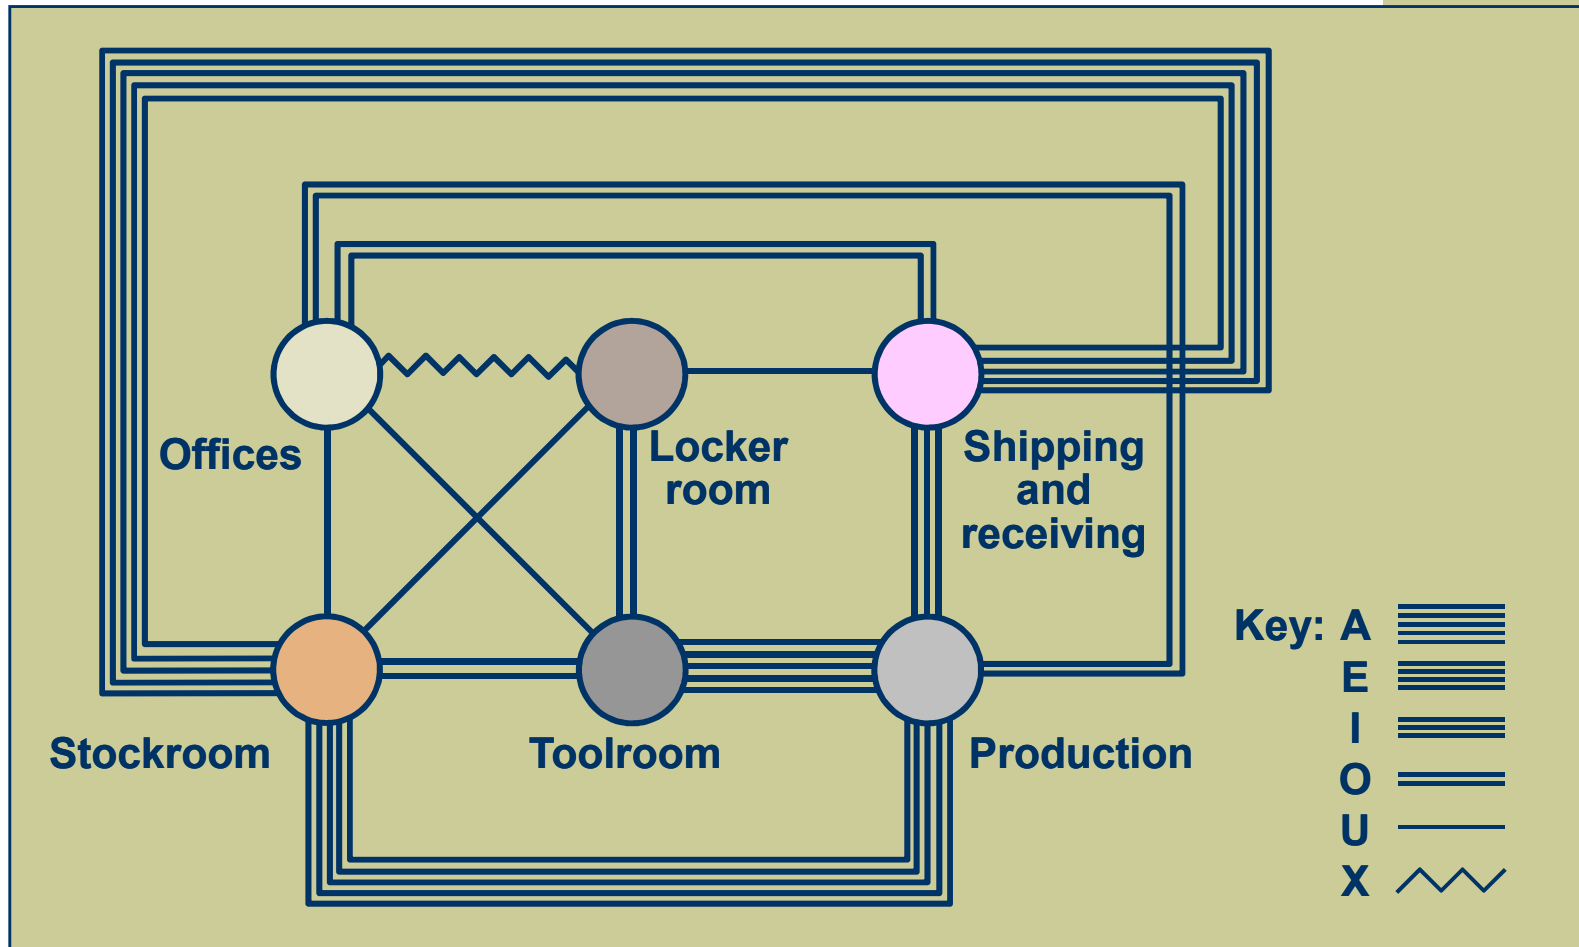 Offices
Locker
room
Shipping
and
receiving
Stockroom
Toolroom
Production
Key: A
E
I
O
U
X